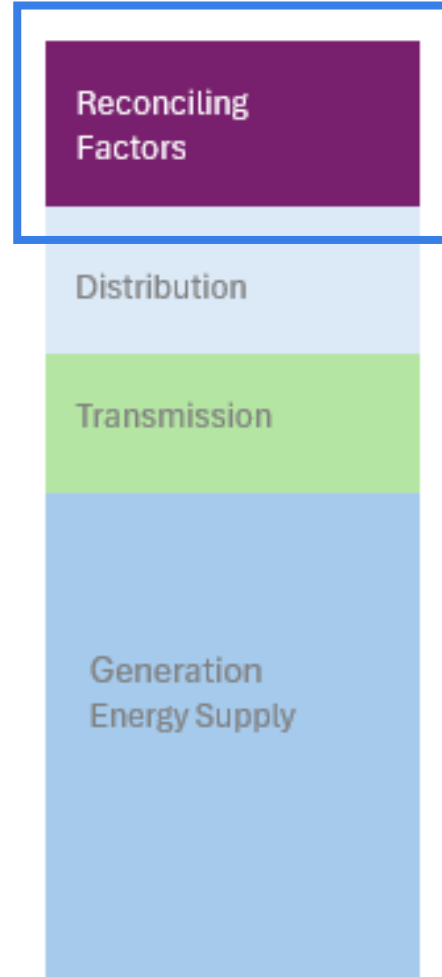 Reconciling
Factors
Distribution
Transmission
Generation
Energy Supply